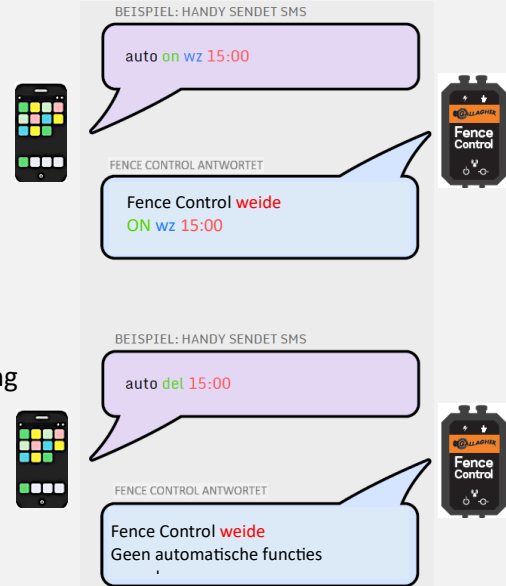 BEISPIEL: HANDY SENDET SMS
auto on wz 15:00
GALLAGHER
Fence
Control
FENCE CONTROL ANTWORTET
Fence Control weide
ON wz 15:00
BEISPIEL: HANDY SENDET SMS
auto del 15:00
GALLAGHER
Fence
Control
FENCE CONTROL ANTWORTET
Fence Control weide
Geen automatische functies